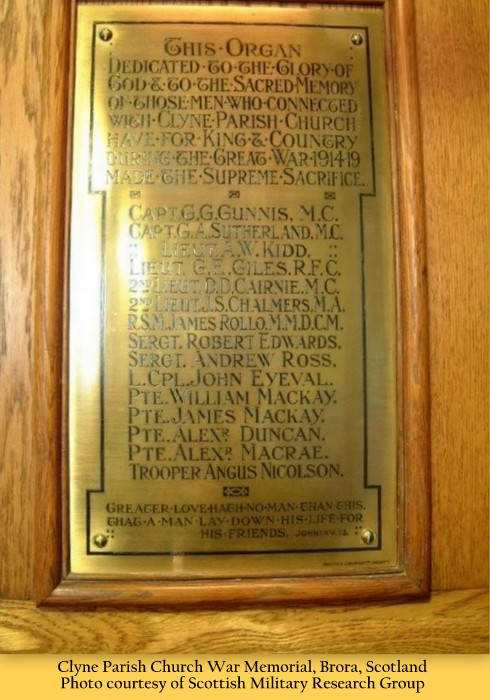 THIS·ORGAN
DEDICATED·TO·THE·GLORY·OF
GOD·&·TO·THE·SACRED·MEMORY
OF·THOSE·MEN·WHO·CONNECTED
WITH·CLYNE·PARISH·CHURCH
HAVE·FOR·KING·&·COUNTRY
DURING·THE·GREAT·WAR·1914-19
MADE·THE·SUPREME·SACRIFICE.
CAPT. G.G. GUNNIS, M.C.
CAPT. G.A. SUTHERLAND, M.C.
LIEUT. A.W. KIDD.
LIEUT. G.E. GILES. R.F.C.
2ND LIEUT. D.D. CAIRNIE., M.C.
2ND LIEUT. J.S. CHALMERS, M.A.
R.S.M. JAMES ROLLO. M.M. D.C.M.
SERGT. ROBERT EDWARDS.
SERGT. ANDREW ROSS.
L. CPL. JOHN EYEVAL.
PTE. WILLIAM MACKAY.
PTE. JAMES MACKAY.
PTE. ALEXR. DUNCAN.
PTE. ALEXR. MACRAE.
TROOPER ANGUS NICOLSON.
GREATER·LOVE·HATH·NO·MAN·THAN·THIS,
THAT·A·MAN·LAY·DOWN·HIS·LIFE·FOR
HIS·FRIENDS. JOHN: XV. 13.
Clyne Parish Church War Memorial, Brora, Scotland
Photo courtesy of Scottish Military Research Group